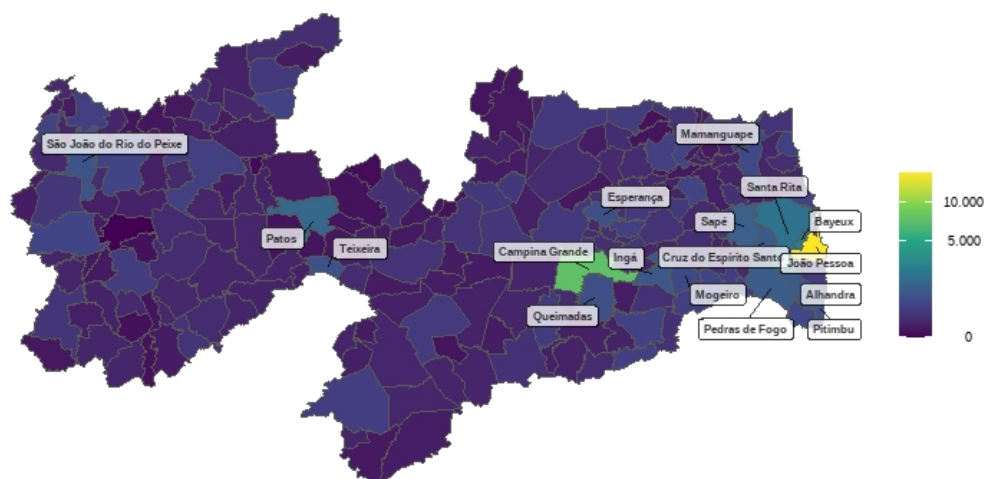 Mamanguape
São João do Rio do Peixe
Santa Rita
Esperança
Sapé
Bayeux
Patos
Teixeira
Campina Grande
Ingá
Cruz do Espírito Santo
João Pessoa
Mogeiro
Alhandra
Queimadas
Pedras de Fogo
Pitimbu
10.000
5.000
0